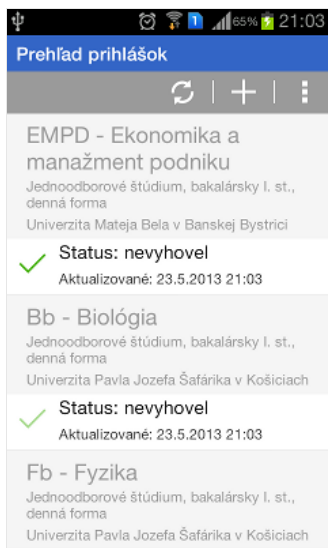 1 65% 21:03
Prehľad prihlášok
EMPD - Ekonomika a
manažment podniku
Jednoodborové štúdium, bakalársky I. st.,
denná forma
Univerzita Mateja Bela v Banskej Bystrici
Status: nevyhovel
Aktualizované: 23.5.2013 21:03
Bb - Biológia
Jednoodborové štúdium, bakalársky I. st.,
denná forma
Univerzita Pavla Jozefa Šafárika v Košiciach
Status: nevyhovel
Aktualizované: 23.5.2013 21:03
Fb - Fyzika
Jednoodborové štúdium, bakalársky I. st.,
denná forma
Univerzita Pavla Jozefa Šafárika v Košiciach